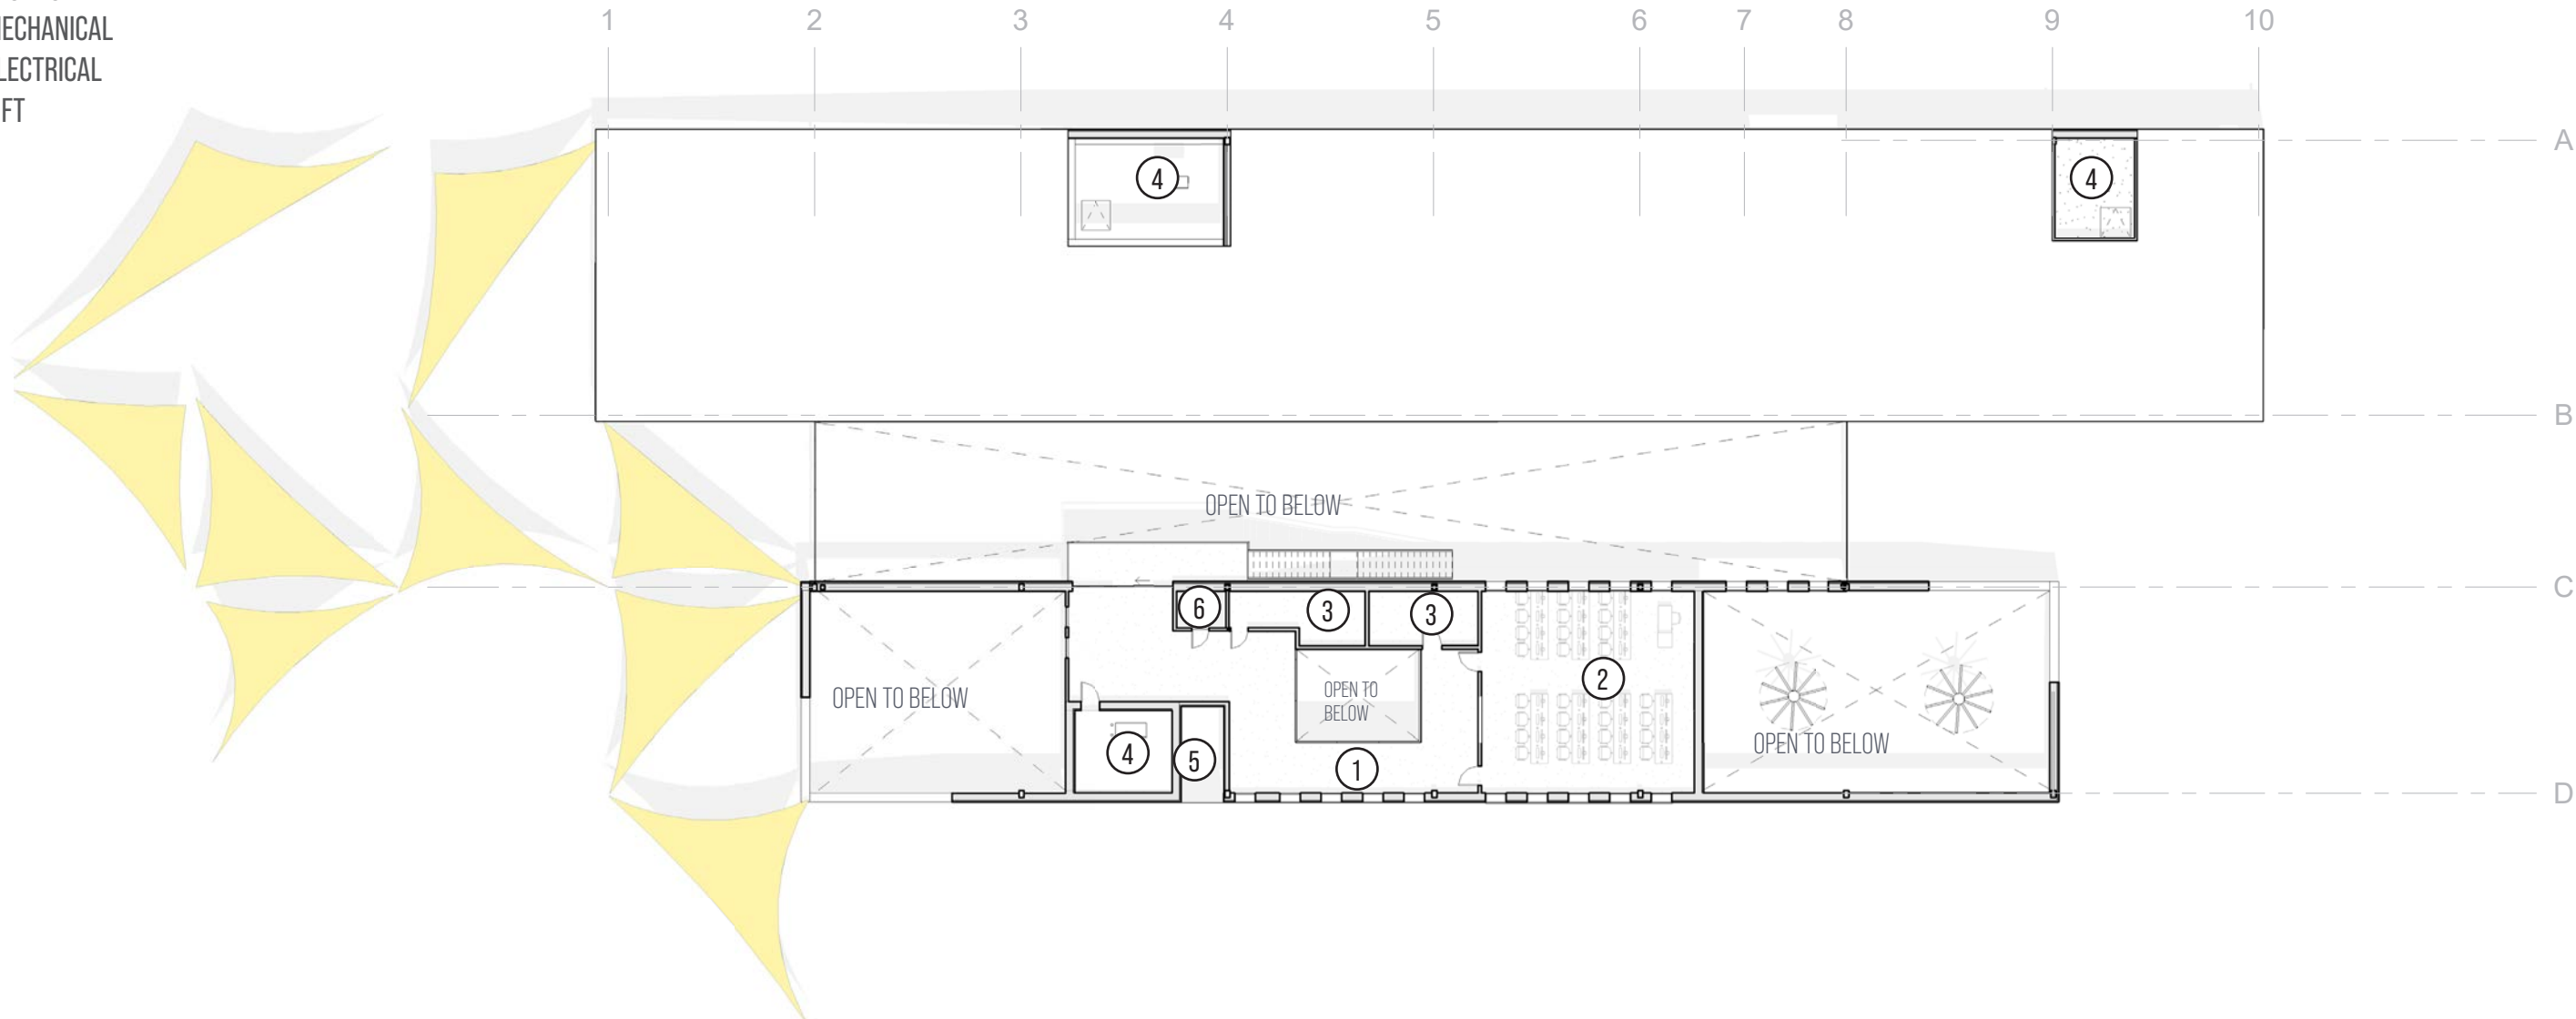 MECHANICAL
LECTRICAL
FT
1 2 3 4 5 6 7 8 9 10
A
4 4
B
OPEN TO BELOW
C
6 3 3
2
OPEN TO BELOW
OPEN TO
BELOW
OPEN TO BELOW
4 5 1
D